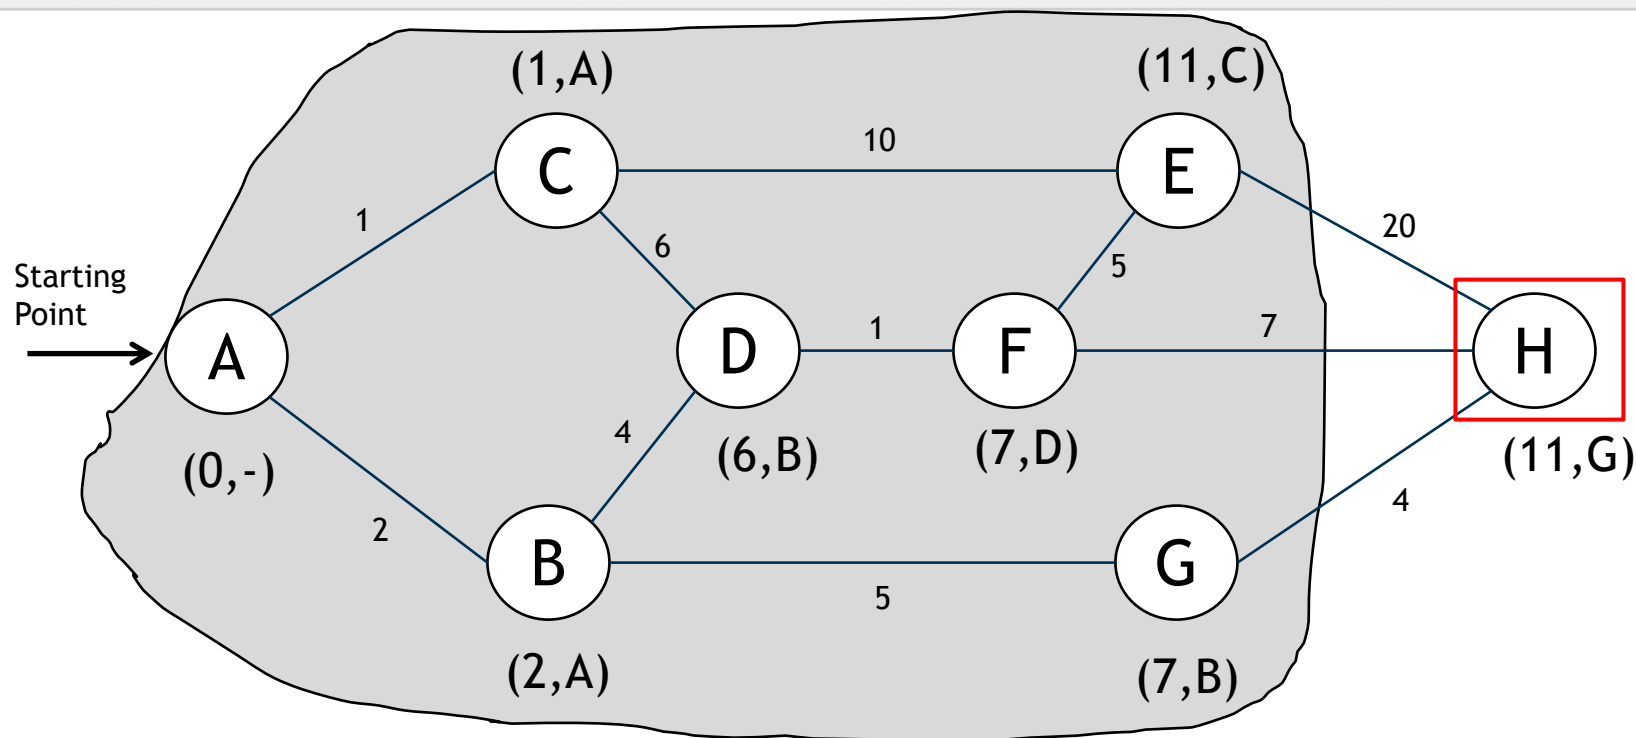 (1,A)
(11,C)
10
C
E
1
20
6
5
Starting
Point
7
1
A
D
F
H
4
(0,-)
(6,B)
(7,D)
(11,G)
4
2
B
G
5
(2,A)
(7,B)